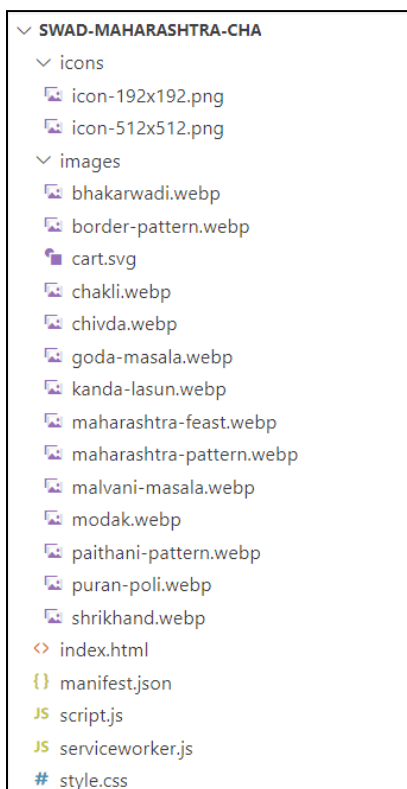 SWAD-MAHARASHTRA-CHA
icons
icon-192x192.png
icon-512x512.png
images
bhakarwadi.webp
border-pattern.webp
cart.svg
chakli.webp
chivda.webp
goda-masala.webp
kanda-lasun.webp
maharashtra-feast.webp
maharashtra-pattern.webp
malvani-masala.webp
modak.webp
paithani-pattern.webp
puran-poli.webp
shrikhand.webp
<> index.html
{} manifest.json
JS script.js
JS serviceworker.js
# style.css